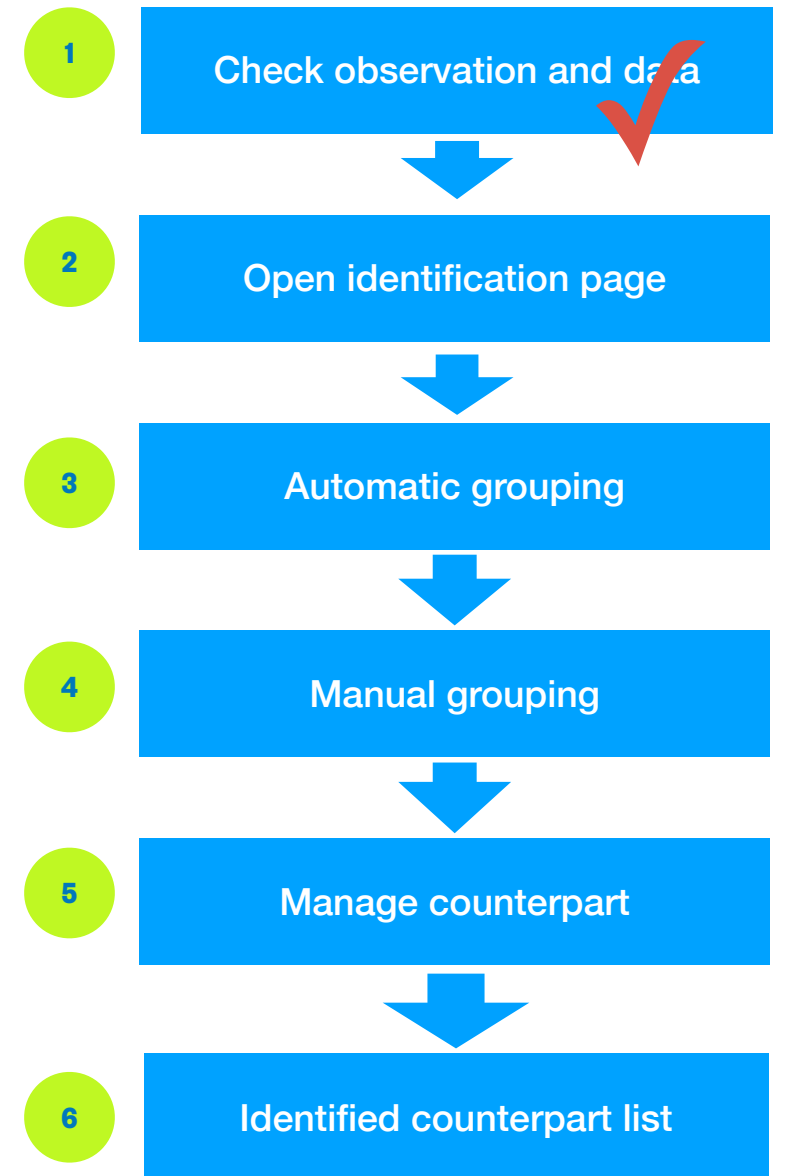 1
Check observation and data
2
Open identification page
3
Automatic grouping
4
Manual grouping
5
Manage counterpart
6
Identified counterpart list